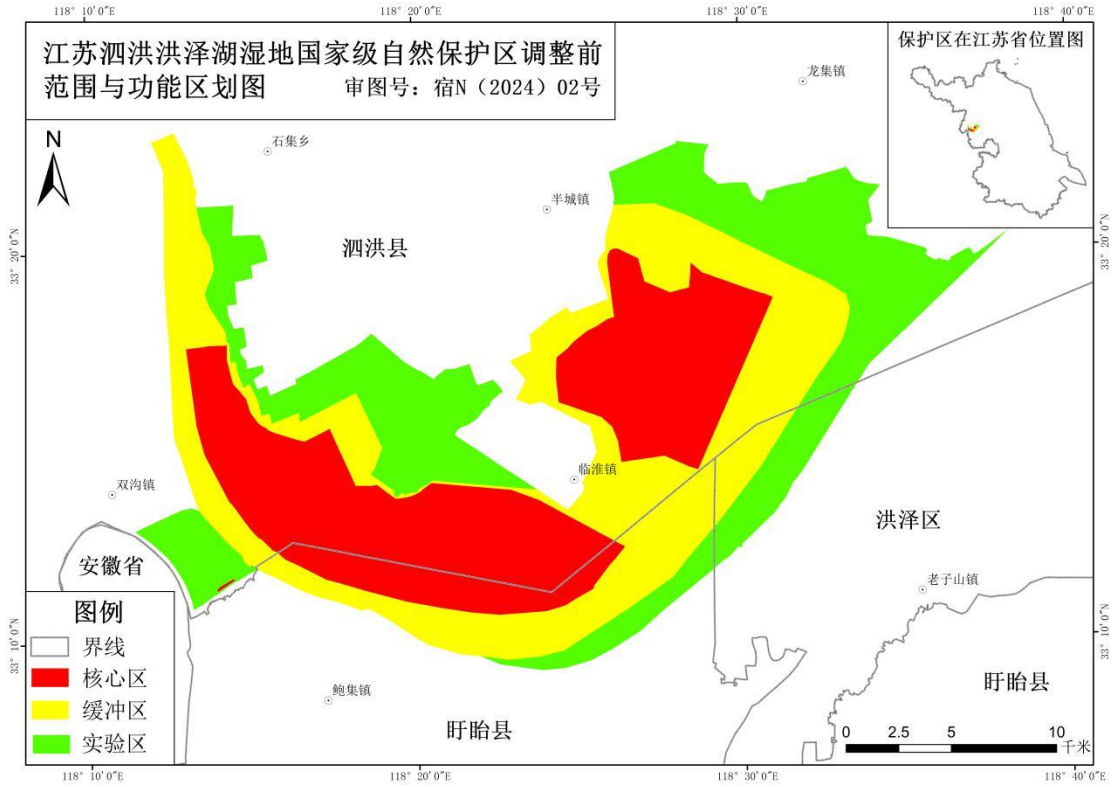 118° 10′0″E
118° 20′0″E
118° 30′0″E
118° 40′0″E
江苏泗洪洪泽湖湿地国家级自然保护区调整前
范围与功能区划图 审图号：宿N（2024）02号
保护区在江苏省位置图
龙集镇
N
石集乡
半城镇
33° 20′0″N
33° 20′0″N
泗洪县
临淮镇
双沟镇
洪泽区
安徽省
老子山镇
图例
界线
核心区
缓冲区
实验区
33° 10′0″N
33° 10′0″N
鲍集镇
盱眙县
盱眙县
0 2.5 5 10
千米
118° 10′0″E
118° 20′0″E
118° 30′0″E
118° 40′0″E